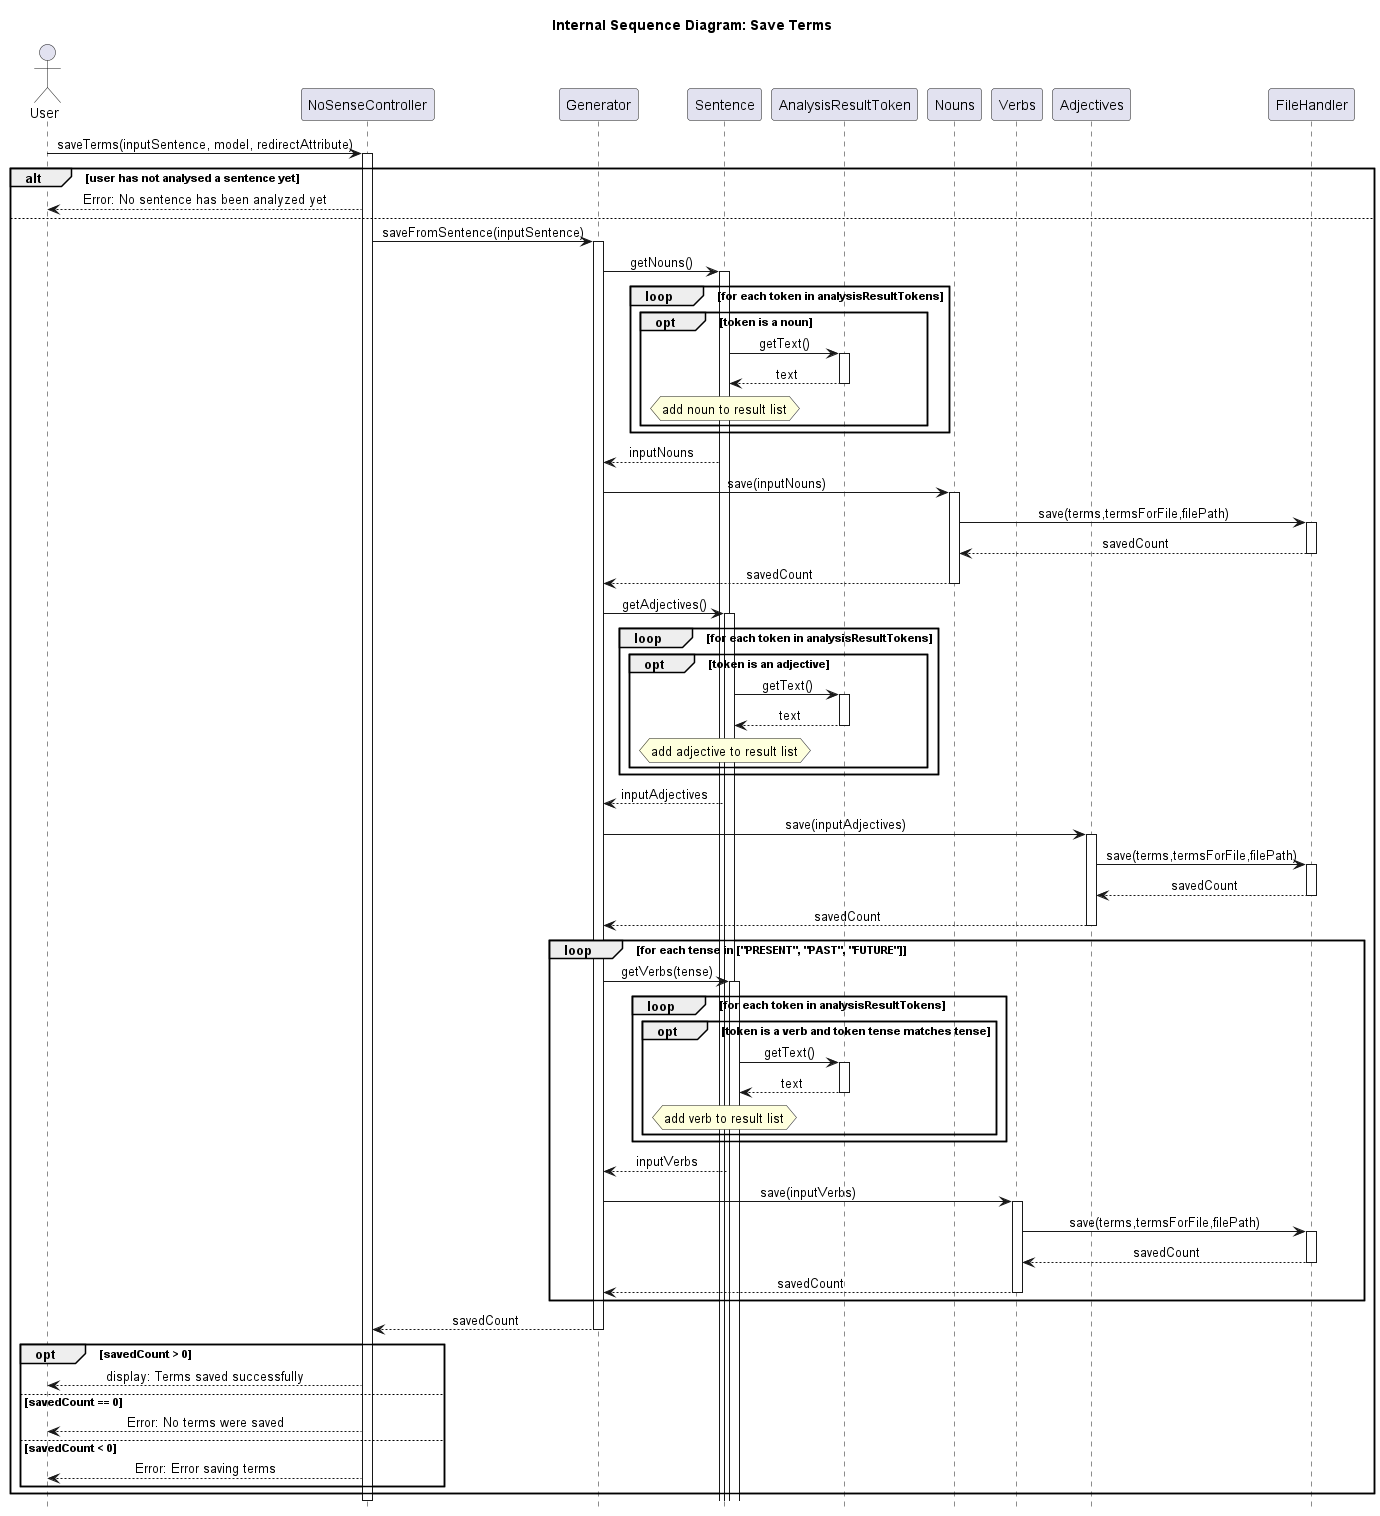 Internal Sequence Diagram: Save Terms
User
NoSenseController
Generator
Sentence
AnalysisResultToken
Nouns
Verbs
Adjectives
FileHandler
saveTerms(inputSentence, model, redirectAttribute)
alt [user has not analysed a sentence yet]
Error: No sentence has been analyzed yet
saveFromSentence(inputSentence)
getNouns()
loop [for each token in analysisResultTokens]
opt [token is a noun]
getText()
text
add noun to result list
inputNouns
save(inputNouns)
save(terms,termsForFile,filePath)
savedCount
savedCount
getAdjectives()
loop [for each token in analysisResultTokens]
opt [token is an adjective]
getText()
text
add adjective to result list
inputAdjectives
save(inputAdjectives)
save(terms,termsForFile,filePath)
savedCount
savedCount
loop [for each tense in ["PRESENT", "PAST", "FUTURE"]]
getVerbs(tense)
loop [for each token in analysisResultTokens]
opt [token is a verb and token tense matches tense]
getText()
text
add verb to result list
inputVerbs
save(inputVerbs)
save(terms,termsForFile,filePath)
savedCount
savedCount
savedCount
opt [savedCount > 0]
display: Terms saved successfully
[savedCount == 0]
Error: No terms were saved
[savedCount < 0]
Error: Error saving terms